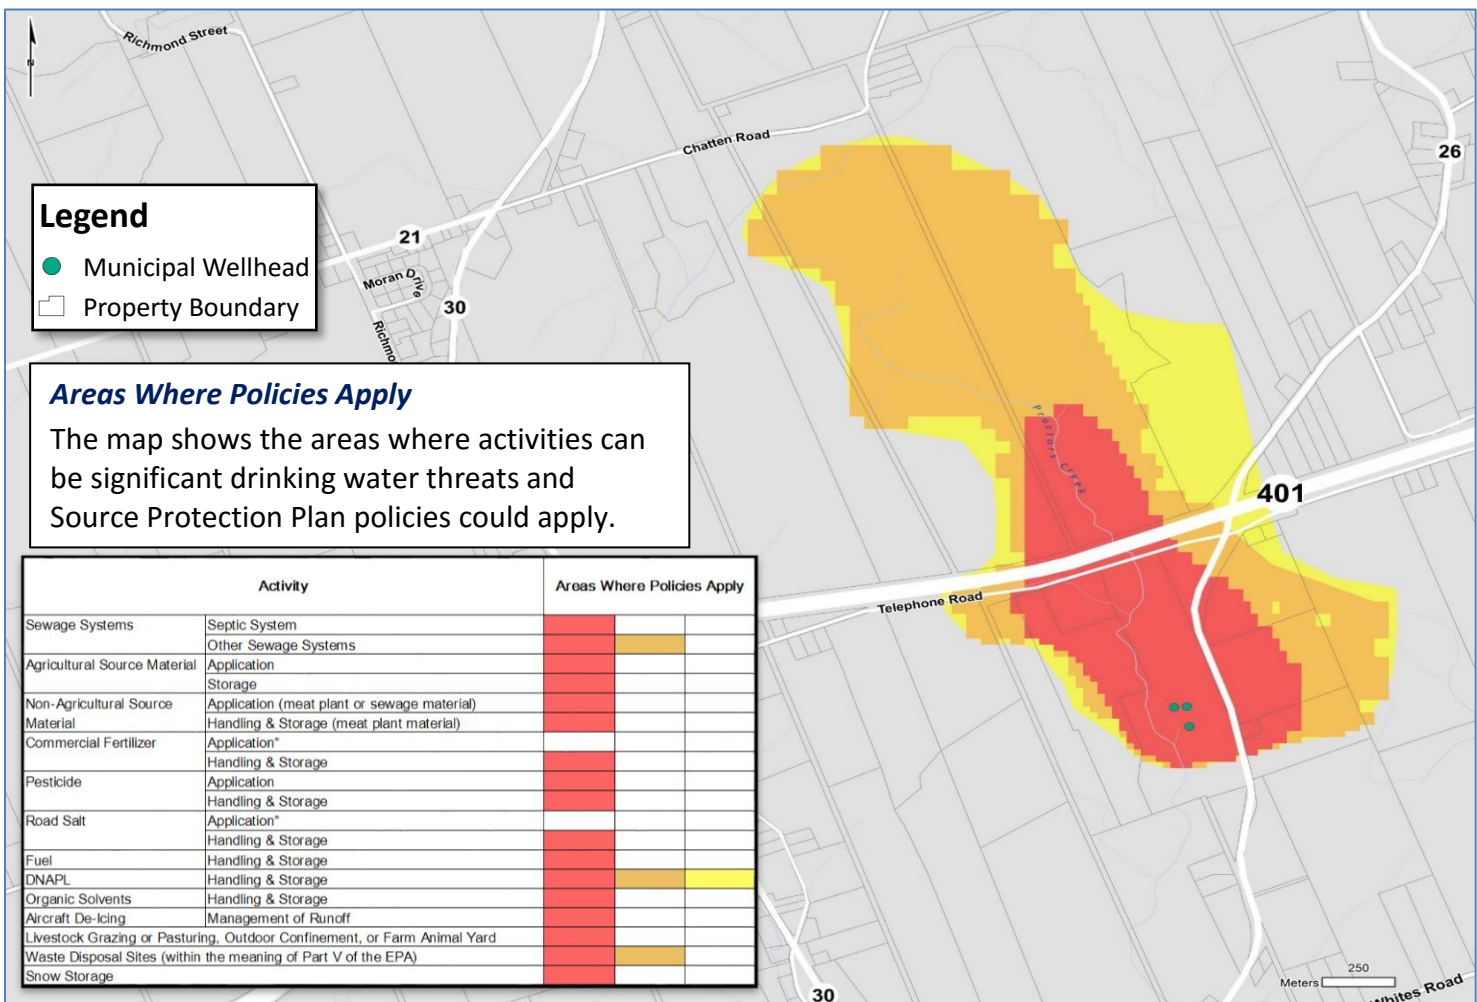 Richmond Street
N
Chatten Road
26
Legend
Municipal Wellhead
Property Boundary
21
Moran Drive
30
Richmo
Areas Where Policies Apply
The map shows the areas where activities can
be significant drinking water threats and
Source Protection Plan policies could apply.
Proctors Creek
401
Telephone Road
Activity Areas Where Policies Apply
Sewage Systems Septic System
Other Sewage Systems
Agricultural Source Material Application
Storage
Non-Agricultural Source Application (meat plant or sewage material)
Material Handling & Storage (meat plant material)
Commercial Fertilizer Application*
Handling & Storage
Pesticide Application
Handling & Storage
Road Salt Application*
Handling & Storage
Fuel Handling & Storage
DNAPL Handling & Storage
Organic Solvents Handling & Storage
Aircraft De-Icing Management of Runoff
Livestock Grazing or Pasturing, Outdoor Confinement, or Farm Animal Yard
Waste Disposal Sites (within the meaning of Part V of the EPA)
Snow Storage
30
250
Meters
Whites Road